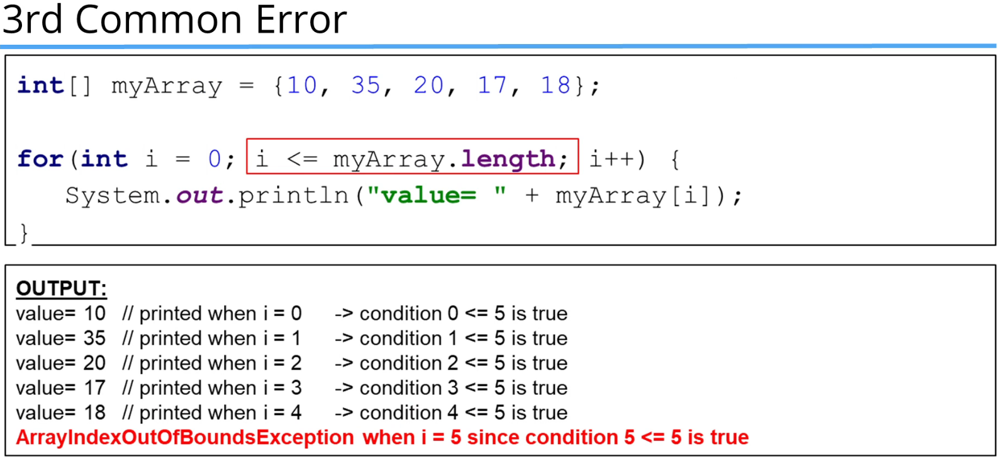 3rd Common Error
int[] myArray = {10, 35, 20, 17, 18};
for(int i = 0; i <= myArray.length; i++) {
System.out.println("value= " + myArray[i]);
}
OUTPUT:
value= 10 // printed when i = 0 -> condition 0 <= 5 is true
value= 35 // printed when i = 1 -> condition 1 <= 5 is true
value= 20 // printed when i = 2 -> condition 2 <= 5 is true
value= 17 // printed when i = 3 -> condition 3 <= 5 is true
value= 18 // printed when i = 4 -> condition 4 <= 5 is true
ArrayIndexOutOfBoundsException when i = 5 since condition 5 <= 5 is true